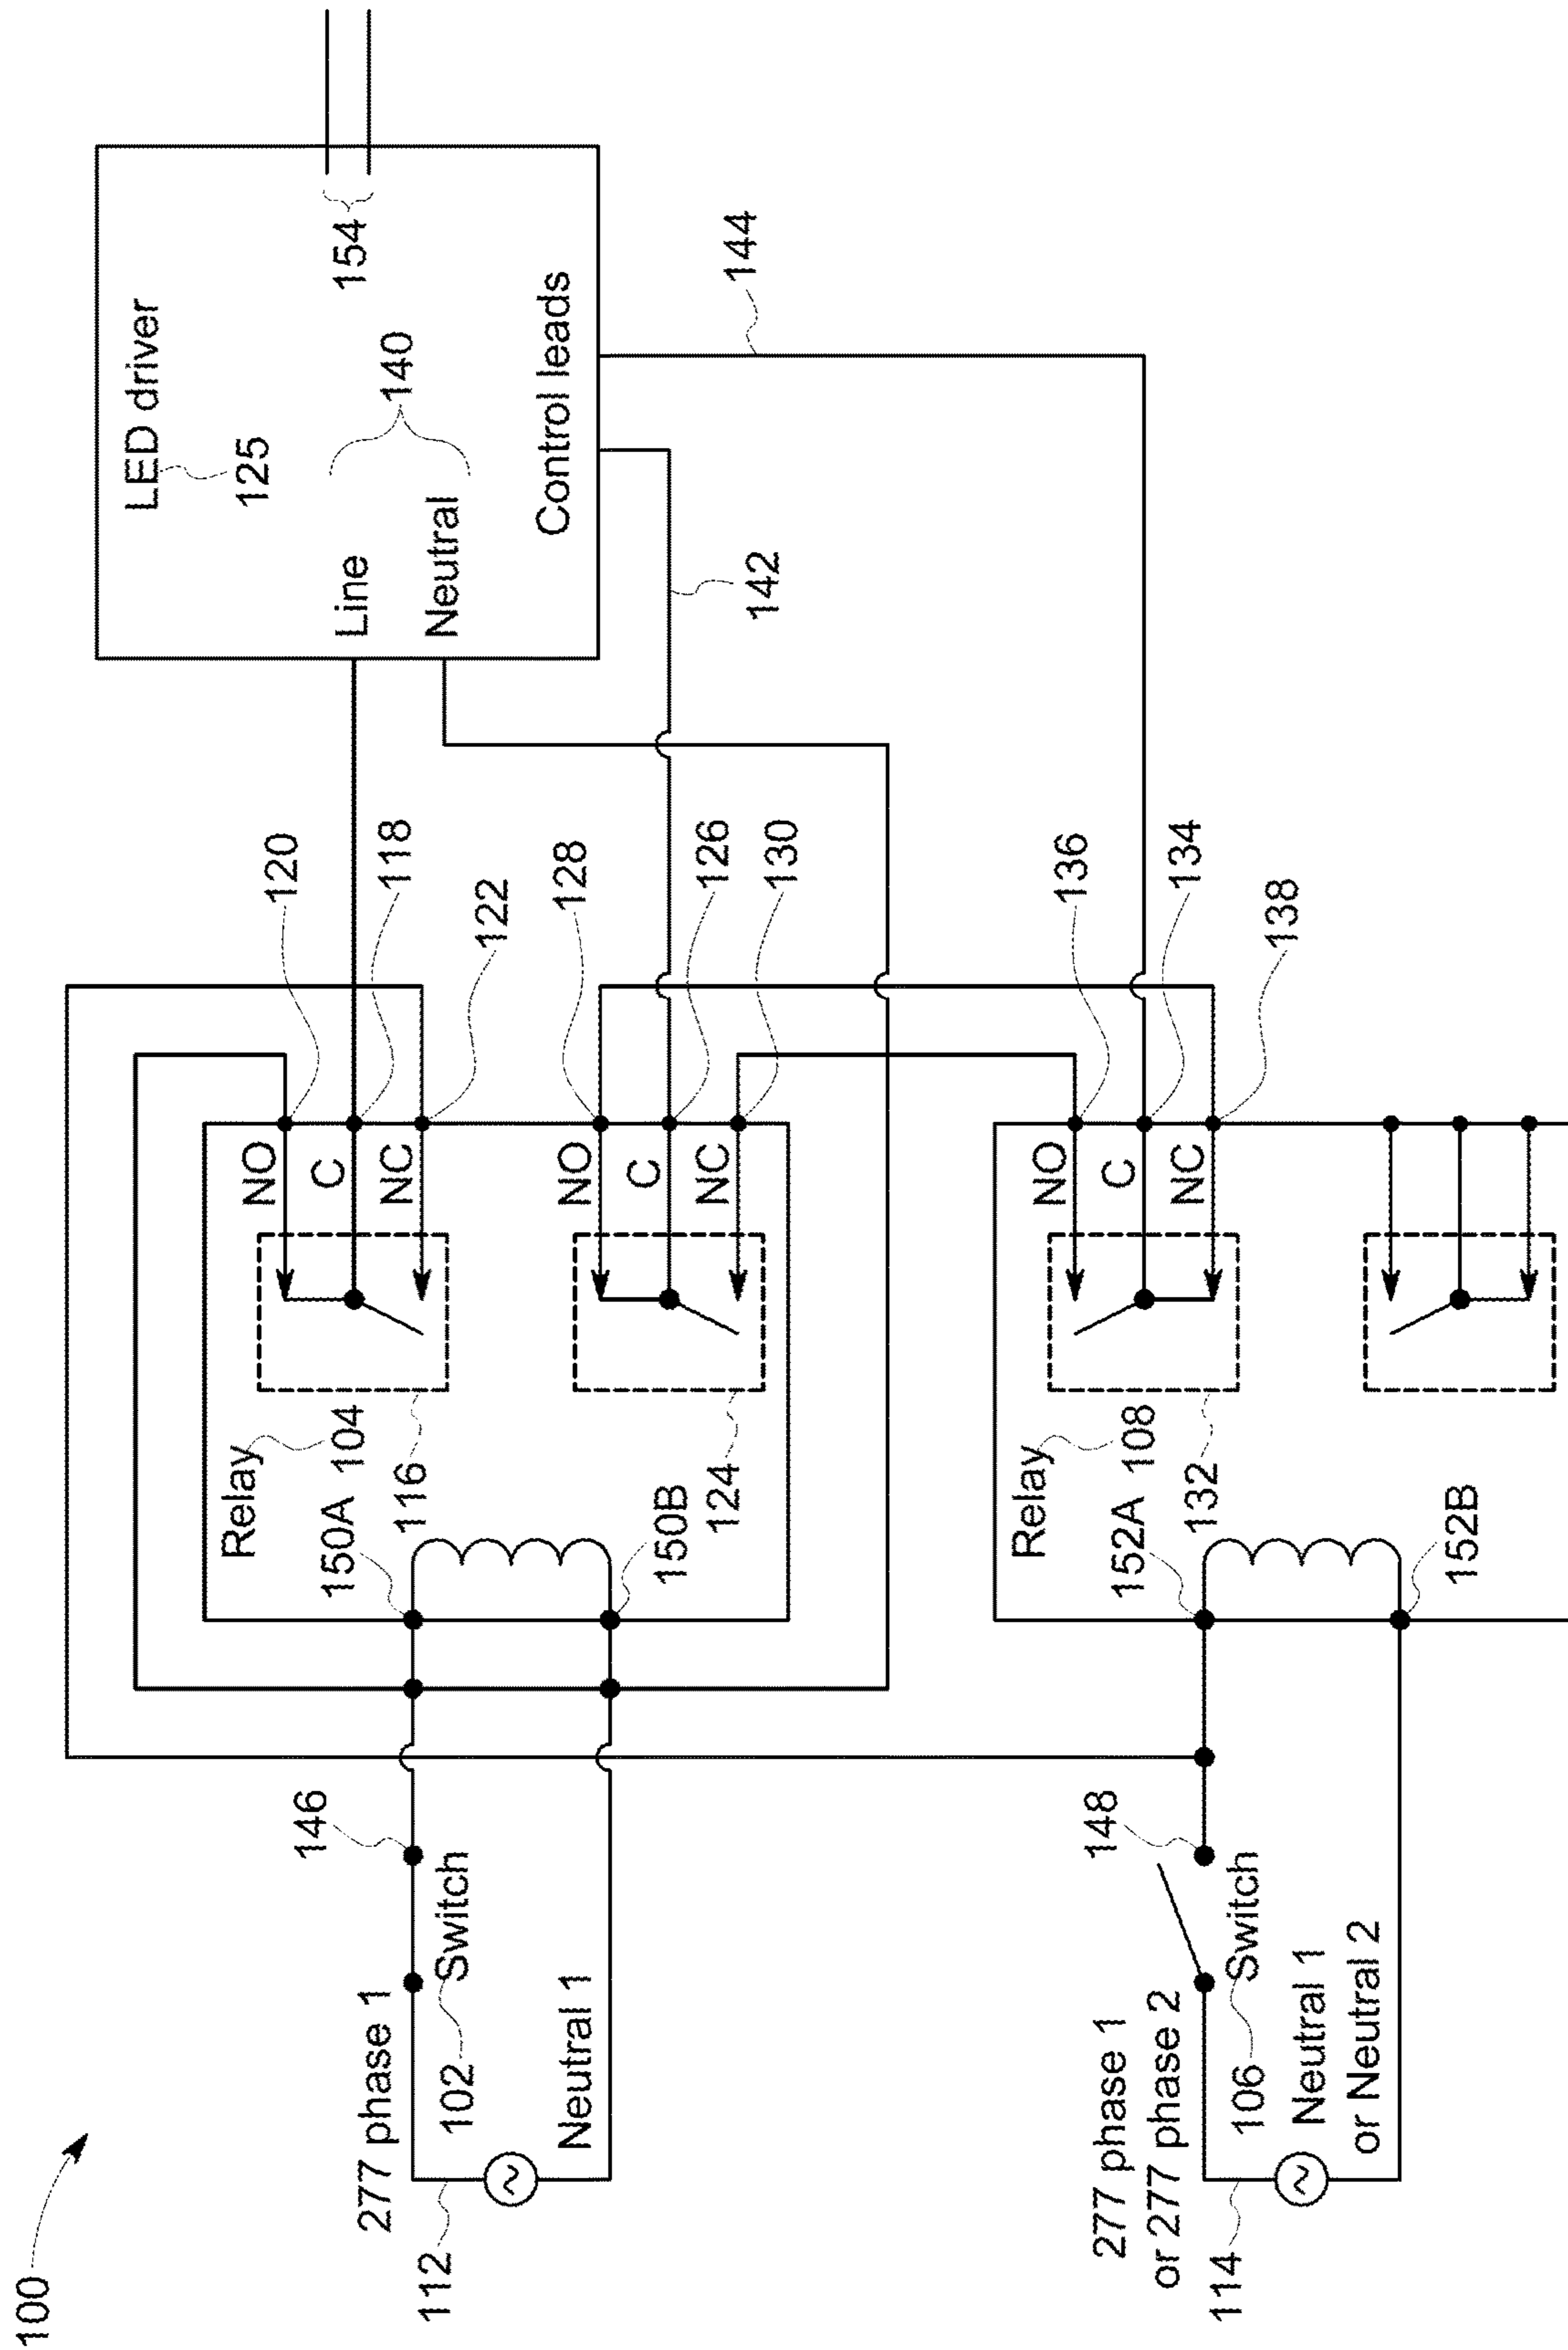 100
112
277 phase 1
102
Switch
Neutral 1
146
Relay
104
150A
116
150B
124
NO
C
NC
NO
C
NC
120
118
122
128
126
130
LED driver
125
Line
Neutral
140
154
Control leads
142
144
114
277 phase 1
or 277 phase 2
106
Switch
Neutral 1
or Neutral 2
148
Relay
108
152A
132
152B
NO
C
NC
136
134
138